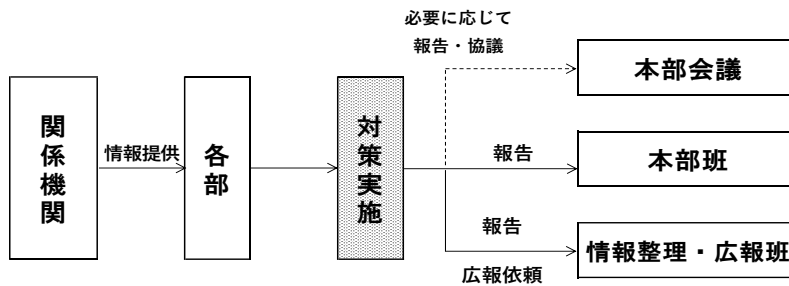 必要に応じて
報告・協議
本部会議
関係機関
情報提供
各部
対策実施
報告
本部班
報告
情報整理・広報班
広報依頼